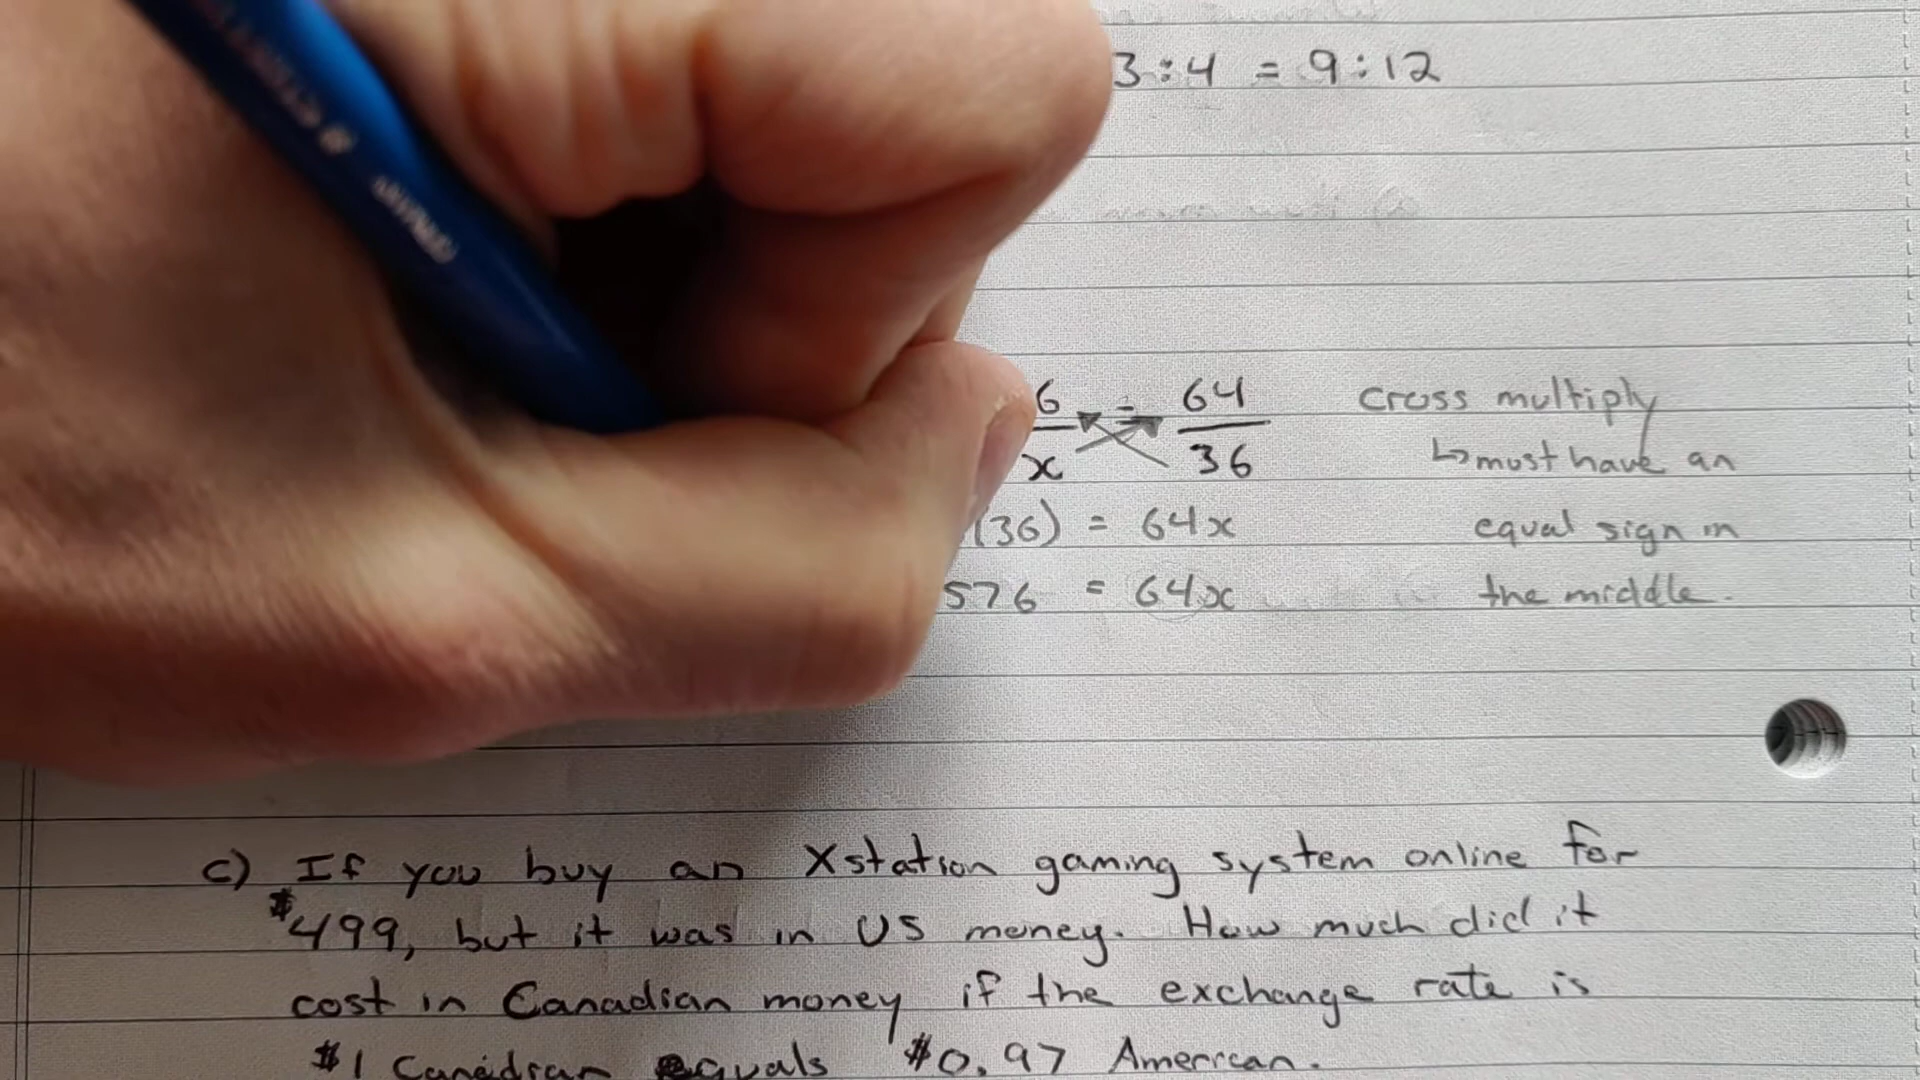 3:4 = 9:12
6/x = 64/36 cross multiply
↳ must have an
(36) = 64x equal sign in
576 = 64x the middle.
c) If you buy an Xstation gaming system online for
$499, but it was in US money. How much did it
cost in Canadian money if the exchange rate is
$1 Canadian equals $0.97 American.